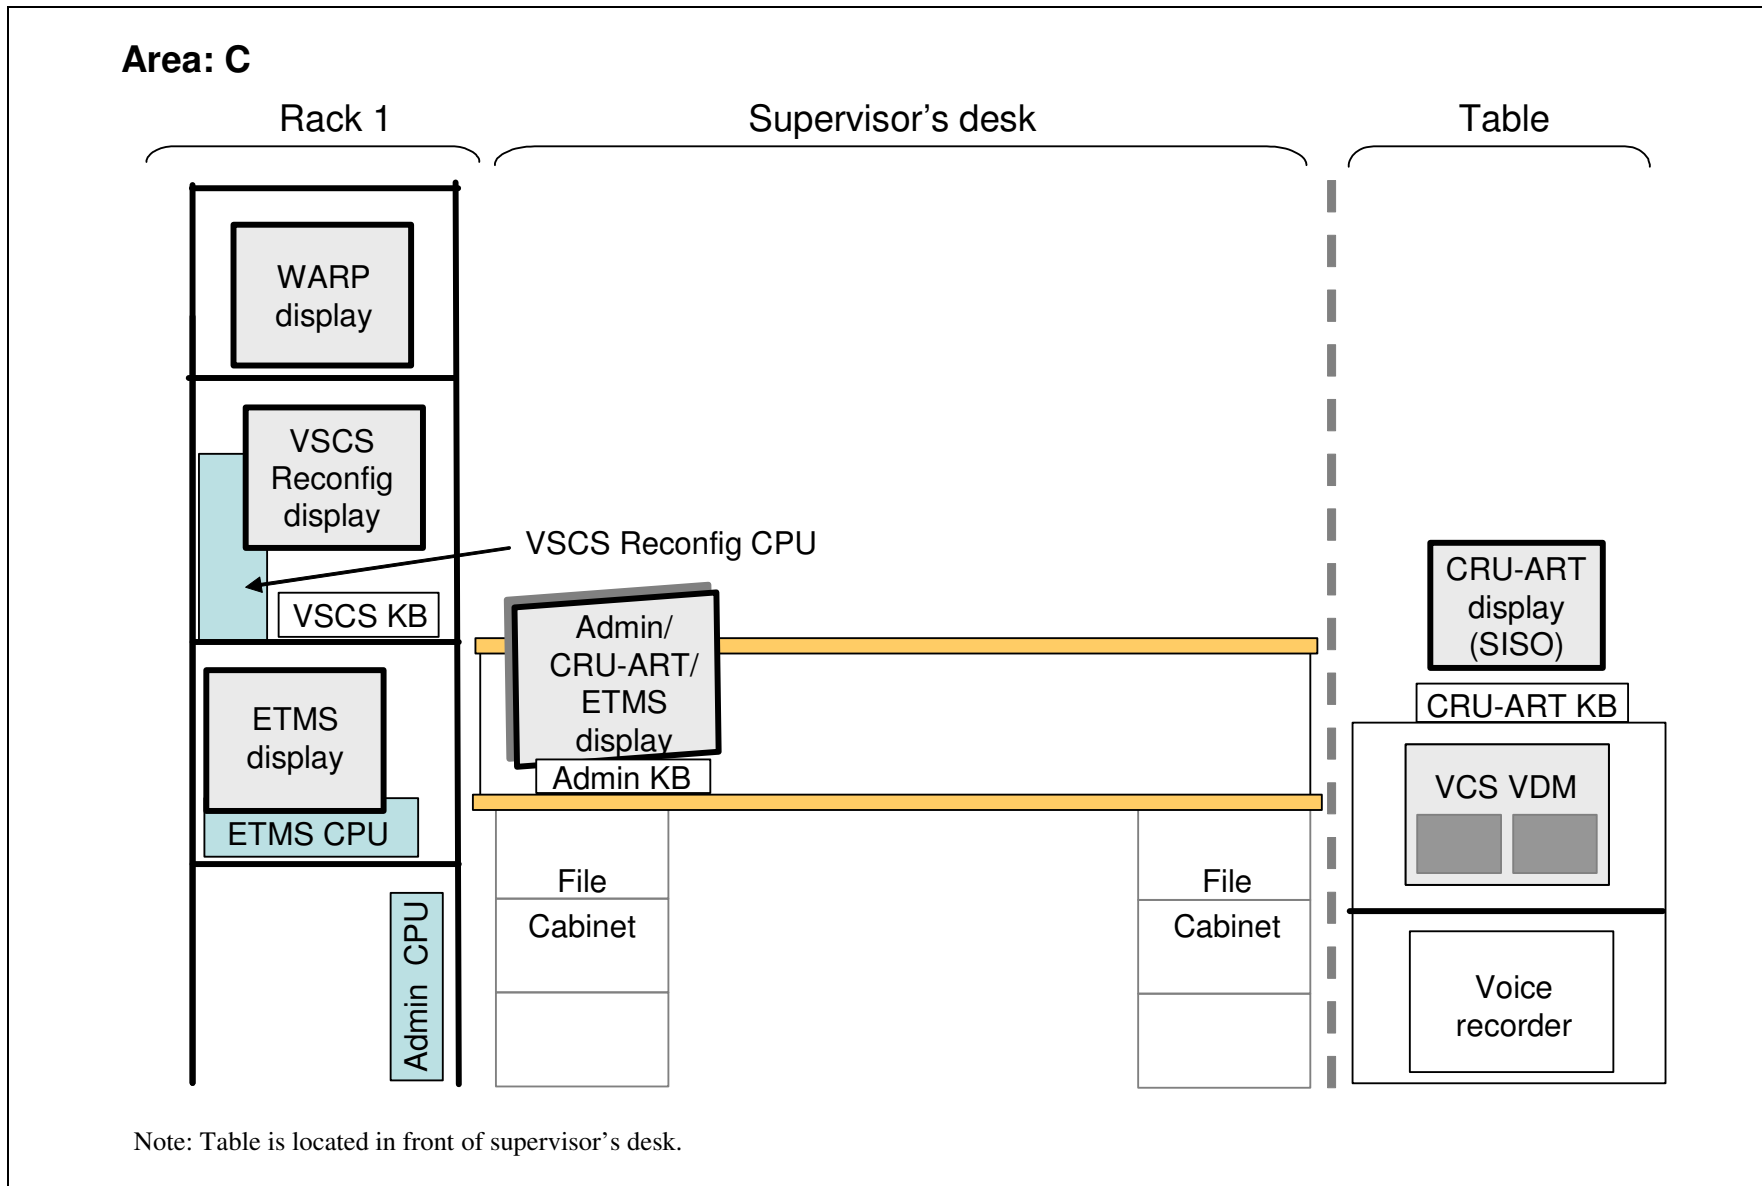 Area: C
Rack 1
Supervisor’s desk
Table
WARP
display
VSCS
Reconfig
display
VSCS Reconfig CPU
VSCS KB
ETMS
display
ETMS CPU
Admin CPU
Admin/
CRU-ART/
ETMS
display
Admin KB
File
Cabinet
File
Cabinet
CRU-ART
display
(SISO)
CRU-ART KB
VCS VDM
Voice
recorder
Note: Table is located in front of supervisor’s desk.